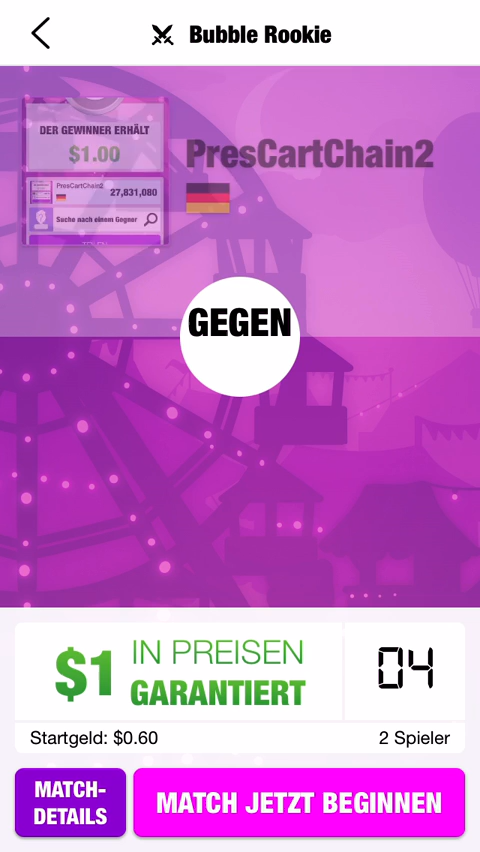 Bubble Rookie
DER GEWINNER ERHÄLT
$1.00
PresCartChain2
27,831,080
Suche nach einem Gegner
PresCartChain2
GEGEN
$1 IN PREISEN
GARANTIERT
04
Startgeld: $0.60
2 Spieler
MATCH-
DETAILS
MATCH JETZT BEGINNEN